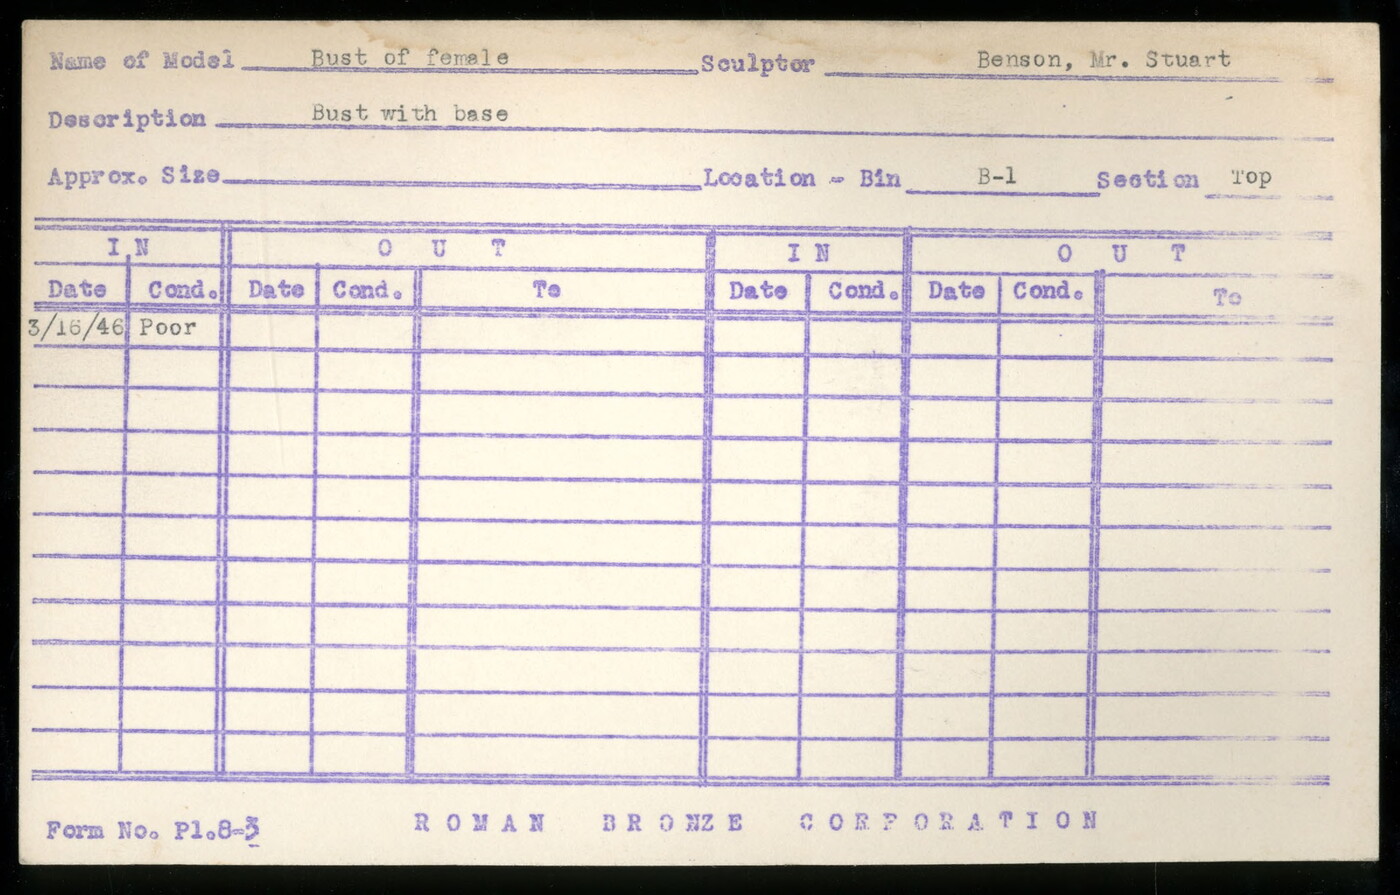 Name of Model Bust of female Sculptor Benson, Mr. Stuart
Description Bust with base
Approx. Size Location - Bin B-1 Section Top
IN OUT IN OUT
Date Cond. Date Cond. To Date Cond. Date Cond. To
3/16/46 Poor
Form No. Pl.8-3 ROMAN BRONZE CORPORATION